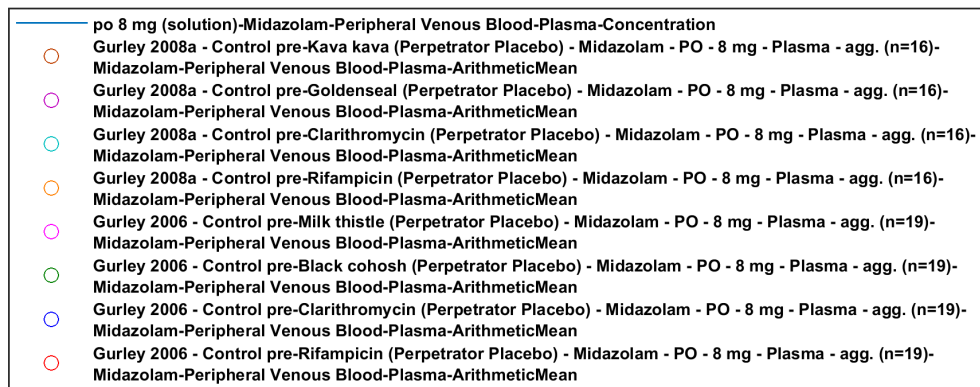 po 8 mg (solution)-Midazolam-Peripheral Venous Blood-Plasma-Concentration
Gurley 2008a - Control pre-Kava kava (Perpetrator Placebo) - Midazolam - PO - 8 mg - Plasma - agg. (n=16)-
Midazolam-Peripheral Venous Blood-Plasma-ArithmeticMean
Gurley 2008a - Control pre-Goldenseal (Perpetrator Placebo) - Midazolam - PO - 8 mg - Plasma - agg. (n=16)-
Midazolam-Peripheral Venous Blood-Plasma-ArithmeticMean
Gurley 2008a - Control pre-Clarithromycin (Perpetrator Placebo) - Midazolam - PO - 8 mg - Plasma - agg. (n=16)-
Midazolam-Peripheral Venous Blood-Plasma-ArithmeticMean
Gurley 2008a - Control pre-Rifampicin (Perpetrator Placebo) - Midazolam - PO - 8 mg - Plasma - agg. (n=16)-
Midazolam-Peripheral Venous Blood-Plasma-ArithmeticMean
Gurley 2006 - Control pre-Milk thistle (Perpetrator Placebo) - Midazolam - PO - 8 mg - Plasma - agg. (n=19)-
Midazolam-Peripheral Venous Blood-Plasma-ArithmeticMean
Gurley 2006 - Control pre-Black cohosh (Perpetrator Placebo) - Midazolam - PO - 8 mg - Plasma - agg. (n=19)-
Midazolam-Peripheral Venous Blood-Plasma-ArithmeticMean
Gurley 2006 - Control pre-Clarithromycin (Perpetrator Placebo) - Midazolam - PO - 8 mg - Plasma - agg. (n=19)-
Midazolam-Peripheral Venous Blood-Plasma-ArithmeticMean
Gurley 2006 - Control pre-Rifampicin (Perpetrator Placebo) - Midazolam - PO - 8 mg - Plasma - agg. (n=19)-
Midazolam-Peripheral Venous Blood-Plasma-ArithmeticMean